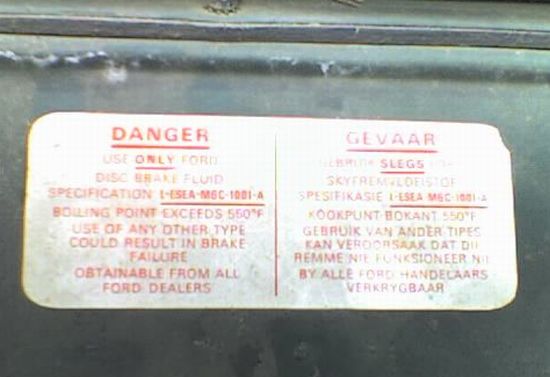 DANGER
USE ONLY FORD
DISC BRAKE FLUID
SPECIFICATION L-ESEA-M6C-1001-A
BOILING POINT EXCEEDS 550°F
USE OF ANY OTHER TYPE
COULD RESULT IN BRAKE
FAILURE
OBTAINABLE FROM ALL
FORD DEALERS
GEVAAR
GEBRUIK SLEGS
SKYFREMVLOEISTOF
SPESIFIKASIE L-ESEA-M6C-1001-A
KOOKPUNT BOKANT 550°F
GEBRUIK VAN ANDER TIPES
KAN VEROORSAAK DAT DIE
REMME NIE FUNKSIONEER NIE
BY ALLE FORD HANDELAARS
VERKRYGBAAR